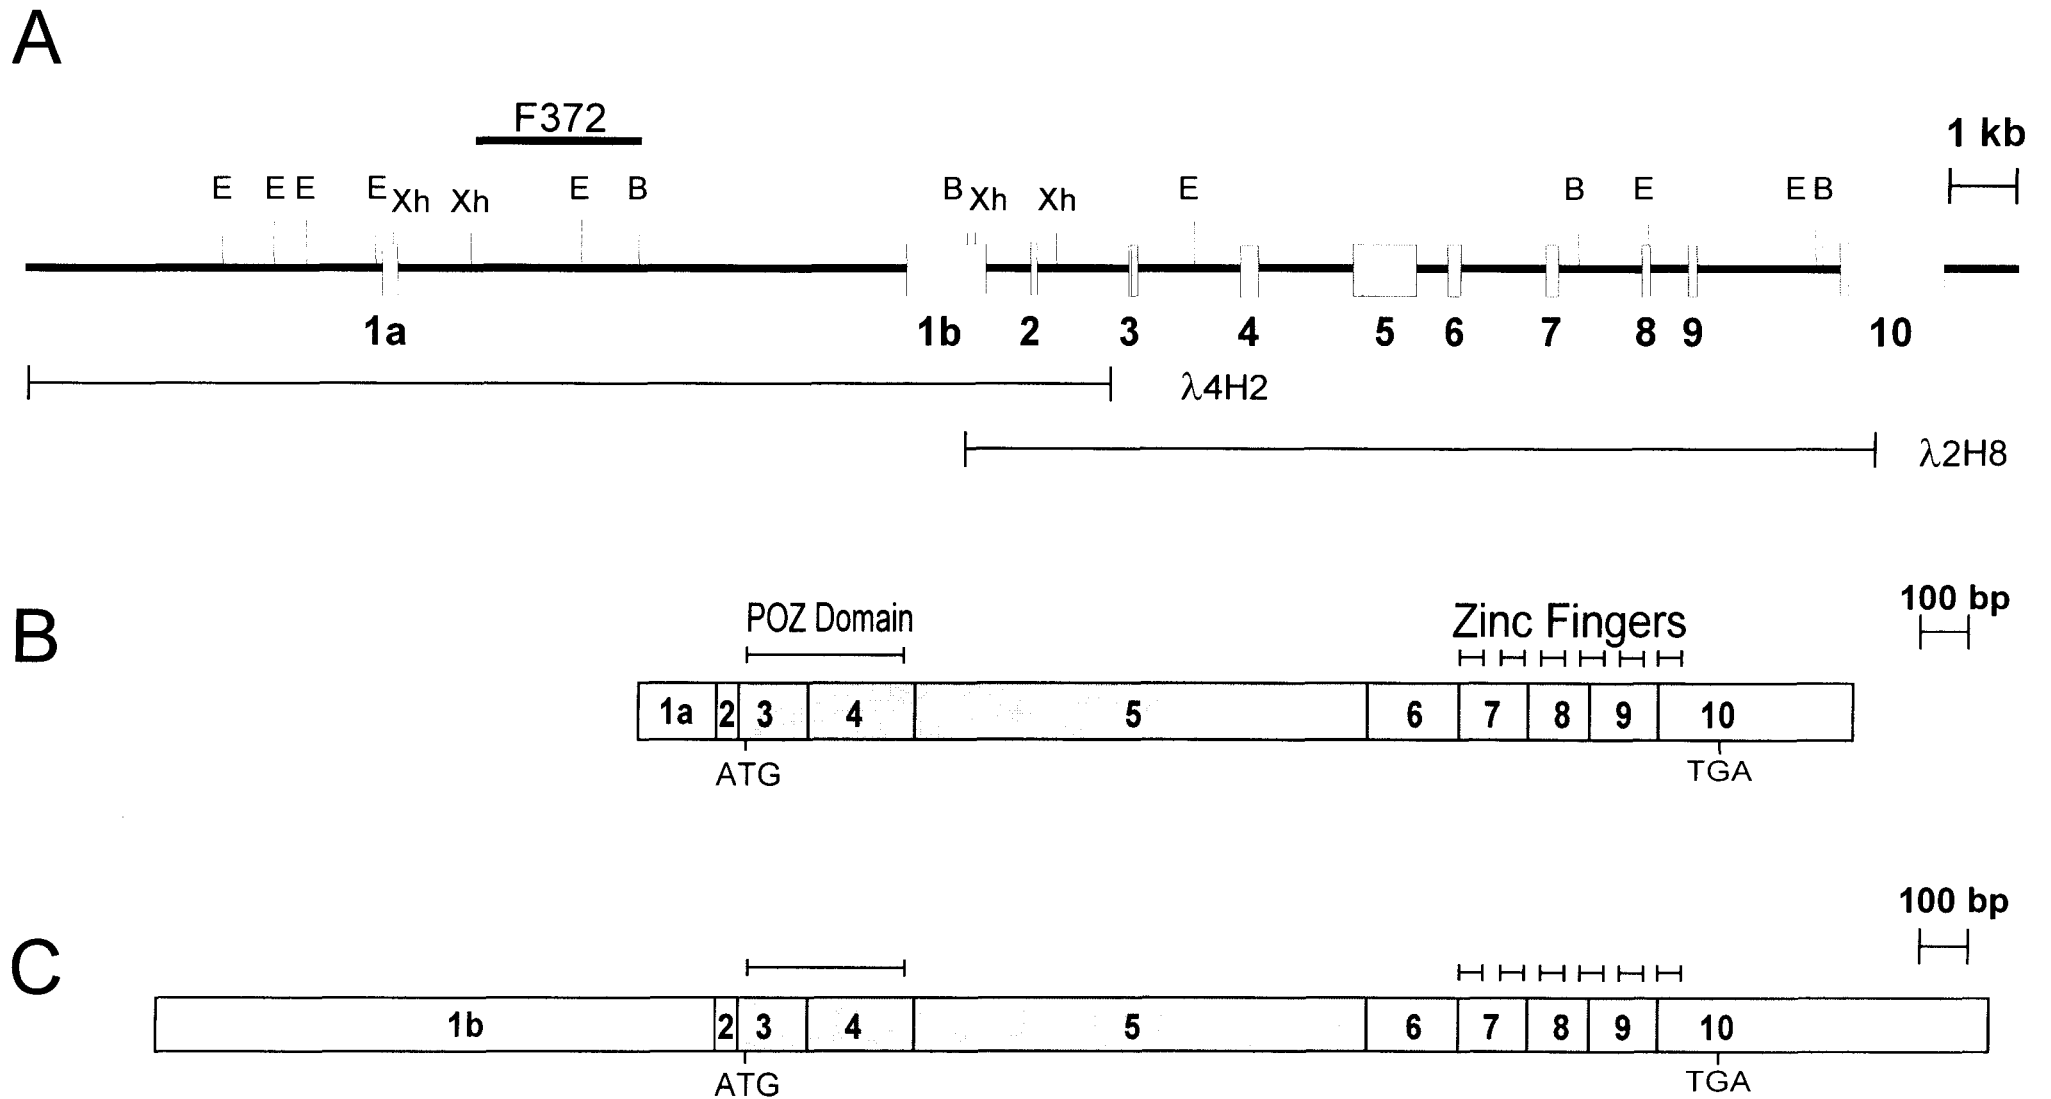 A
F372
1 kb
E E E E Xh Xh E B B Xh Xh E B E E B
1a 1b 2 3 4 5 6 7 8 9 10
λ4H2
λ2H8
B
POZ Domain Zinc Fingers 100 bp
1a 2 3 4 5 6 7 8 9 10
ATG TGA
C
100 bp
1b 2 3 4 5 6 7 8 9 10
ATG TGA